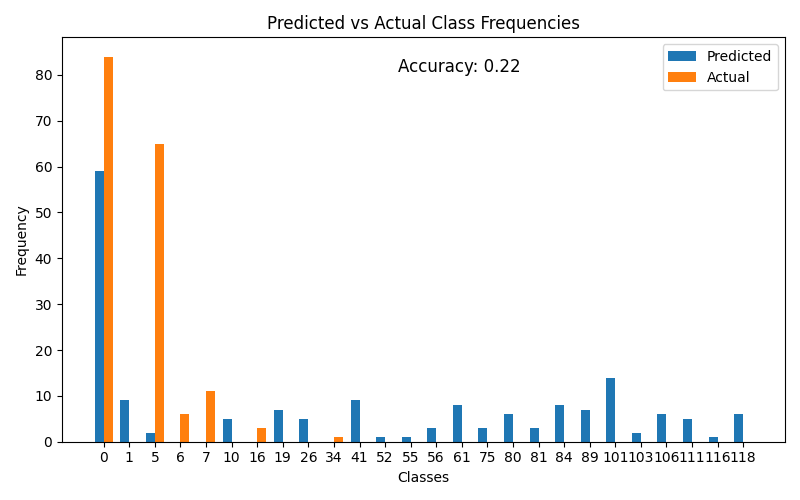 Predicted vs Actual Class Frequencies
Accuracy: 0.22
Predicted
Actual
Frequency
80
70
60
50
40
30
20
10
0
0 1 5 6 7 10 16 19 26 34 41 52 55 56 61 75 80 81 84 89 101 103 106 111 116 118
Classes